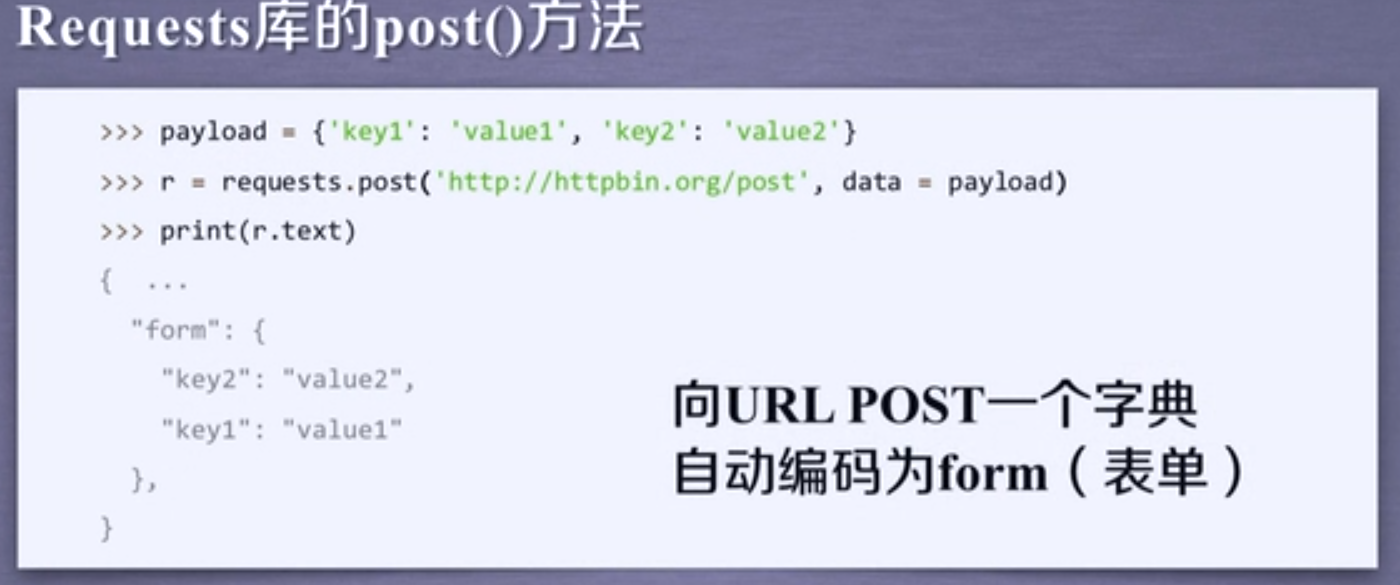 Requests库的post()方法
>>> payload = {'key1': 'value1', 'key2': 'value2'}
>>> r = requests.post('http://httpbin.org/post', data = payload)
>>> print(r.text)
{  ...
  "form": {
    "key2": "value2",
    "key1": "value1"
  },
}
向URL POST一个字典
自动编码为form（表单）